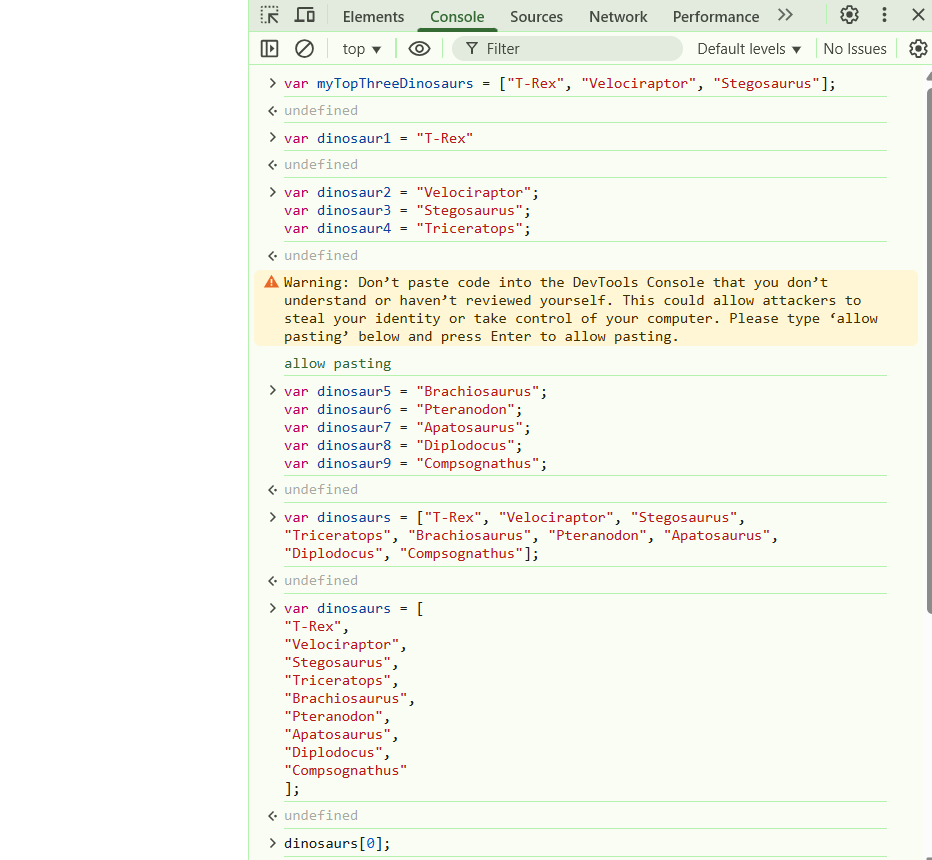 Elements Console Sources Network Performance
top Filter Default levels No Issues
var myTopThreeDinosaurs = ["T-Rex", "Velociraptor", "Stegosaurus"];
undefined
var dinosaur1 = "T-Rex"
undefined
var dinosaur2 = "Velociraptor";
var dinosaur3 = "Stegosaurus";
var dinosaur4 = "Triceratops";
undefined
Warning: Don’t paste code into the DevTools Console that you don’t
understand or haven’t reviewed yourself. This could allow attackers to
steal your identity or take control of your computer. Please type ‘allow
pasting’ below and press Enter to allow pasting.
allow pasting
var dinosaur5 = "Brachiosaurus";
var dinosaur6 = "Pteranodon";
var dinosaur7 = "Apatosaurus";
var dinosaur8 = "Diplodocus";
var dinosaur9 = "Compsognathus";
undefined
var dinosaurs = ["T-Rex", "Velociraptor", "Stegosaurus",
"Triceratops", "Brachiosaurus", "Pteranodon", "Apatosaurus",
"Diplodocus", "Compsognathus"];
undefined
var dinosaurs = [
"T-Rex",
"Velociraptor",
"Stegosaurus",
"Triceratops",
"Brachiosaurus",
"Pteranodon",
"Apatosaurus",
"Diplodocus",
"Compsognathus"
];
undefined
dinosaurs[0];